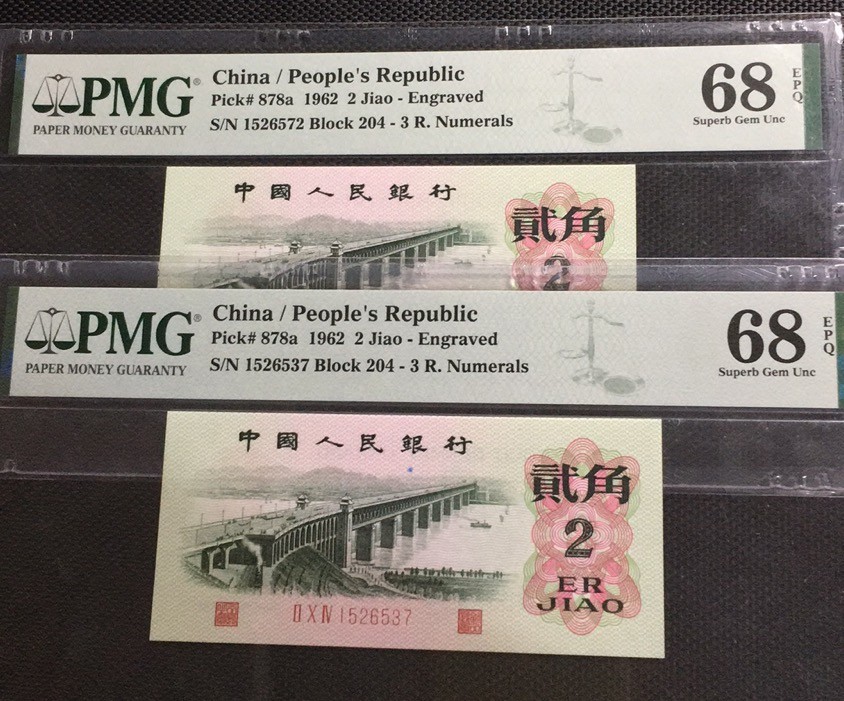 PMG®
PAPER MONEY GUARANTY
China / People's Republic
Pick# 878a 1962 2 Jiao - Engraved
S/N 1526572 Block 204 - 3 R. Numerals
68
EPQ
Superb Gem Unc
中國人民銀行
貳角
2
PMG®
PAPER MONEY GUARANTY
China / People's Republic
Pick# 878a 1962 2 Jiao - Engraved
S/N 1526537 Block 204 - 3 R. Numerals
68
EPQ
Superb Gem Unc
中國人民銀行
貳角
2
ER
JIAO
II X IV 1526537